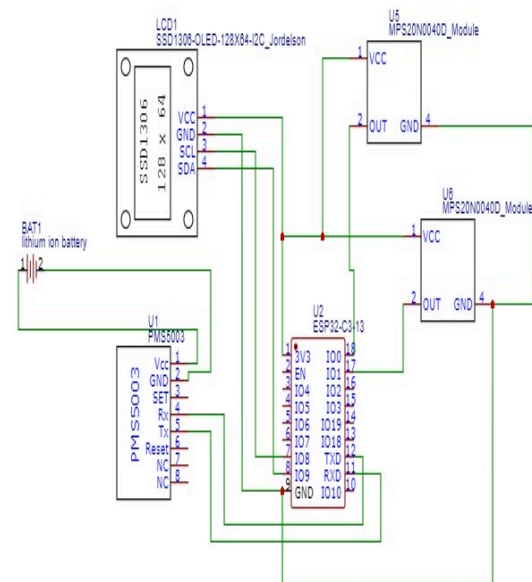 LCD1
SSD1306-OLED-128X64-I2C_Jordelson
SSD1306
128 x 64
VCC 1
GND 2
SCL 3
SDA 4
U5
MPS20N0040D_Module
1 VCC
2 OUT GND 4
U6
MPS20N0040D_Module
1 VCC
2 OUT GND 4
BAT1
lithium ion battery
1 2
U1
PMS5003
PMS5003
Vcc 1
GND 2
SET 3
Rx 4
Tx 5
Reset 6
NC 7
NC 8
U2
ESP32-C3-13
1 3V3 IO0 18
2 EN IO1 17
3 IO4 IO2 16
4 IO5 IO3 15
5 IO6 IO19 14
6 IO7 IO18 13
7 IO8 TXD 12
8 IO9 RXD 11
9 GND IO10 10